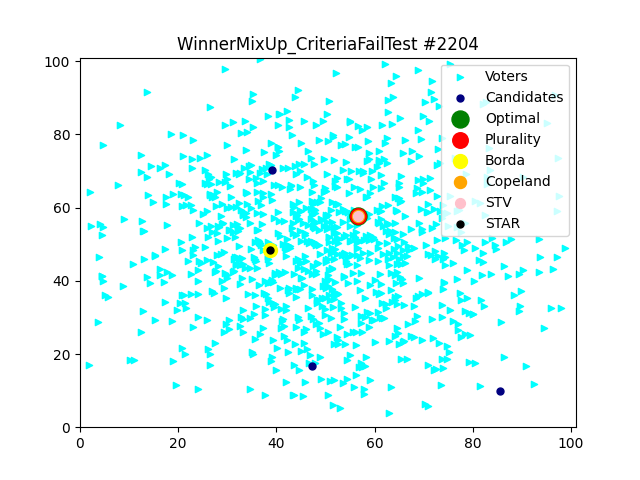 WinnerMixUp_CriteriaFailTest #2204
100
80
60
40
20
0
0 20 40 60 80 100
Voters
Candidates
Optimal
Plurality
Borda
Copeland
STV
STAR